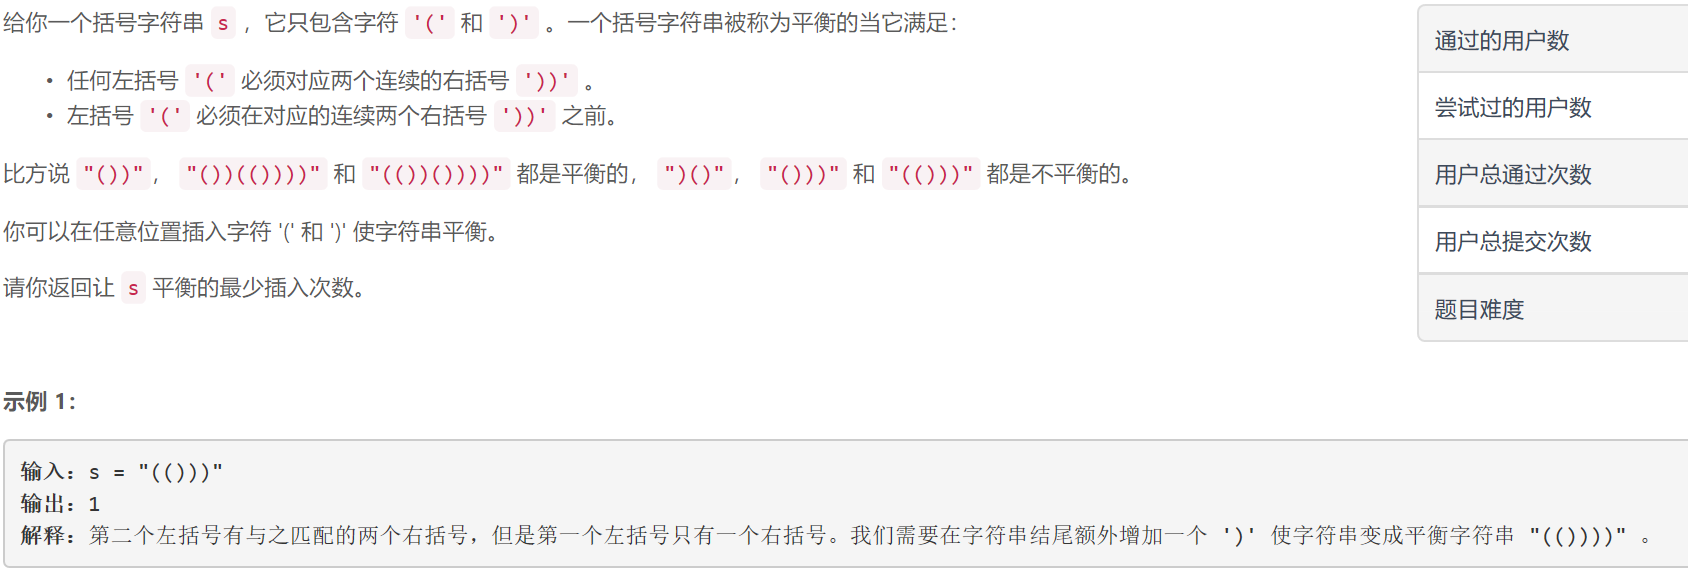 给你一个括号字符串 s ，它只包含字符 '(' 和 ')' 。一个括号字符串被称为平衡的当它满足：
• 任何左括号 '(' 必须对应两个连续的右括号 '))' 。
• 左括号 '(' 必须在对应的连续两个右括号 '))' 之前。
比方说 "())"， "())(())))" 和 "(())())))" 都是平衡的， ")()"， "()))" 和 "(()))" 都是不平衡的。
你可以在任意位置插入字符 '(' 和 ')' 使字符串平衡。
请你返回让 s 平衡的最少插入次数。
示例 1：
输入：s = "(()))"
输出：1
解释：第二个左括号有与之匹配的两个右括号，但是第一个左括号只有一个右括号。我们需要在字符串结尾额外增加一个 ')' 使字符串变成平衡字符串 "(())))" 。
通过的用户数
尝试过的用户数
用户总通过次数
用户总提交次数
题目难度